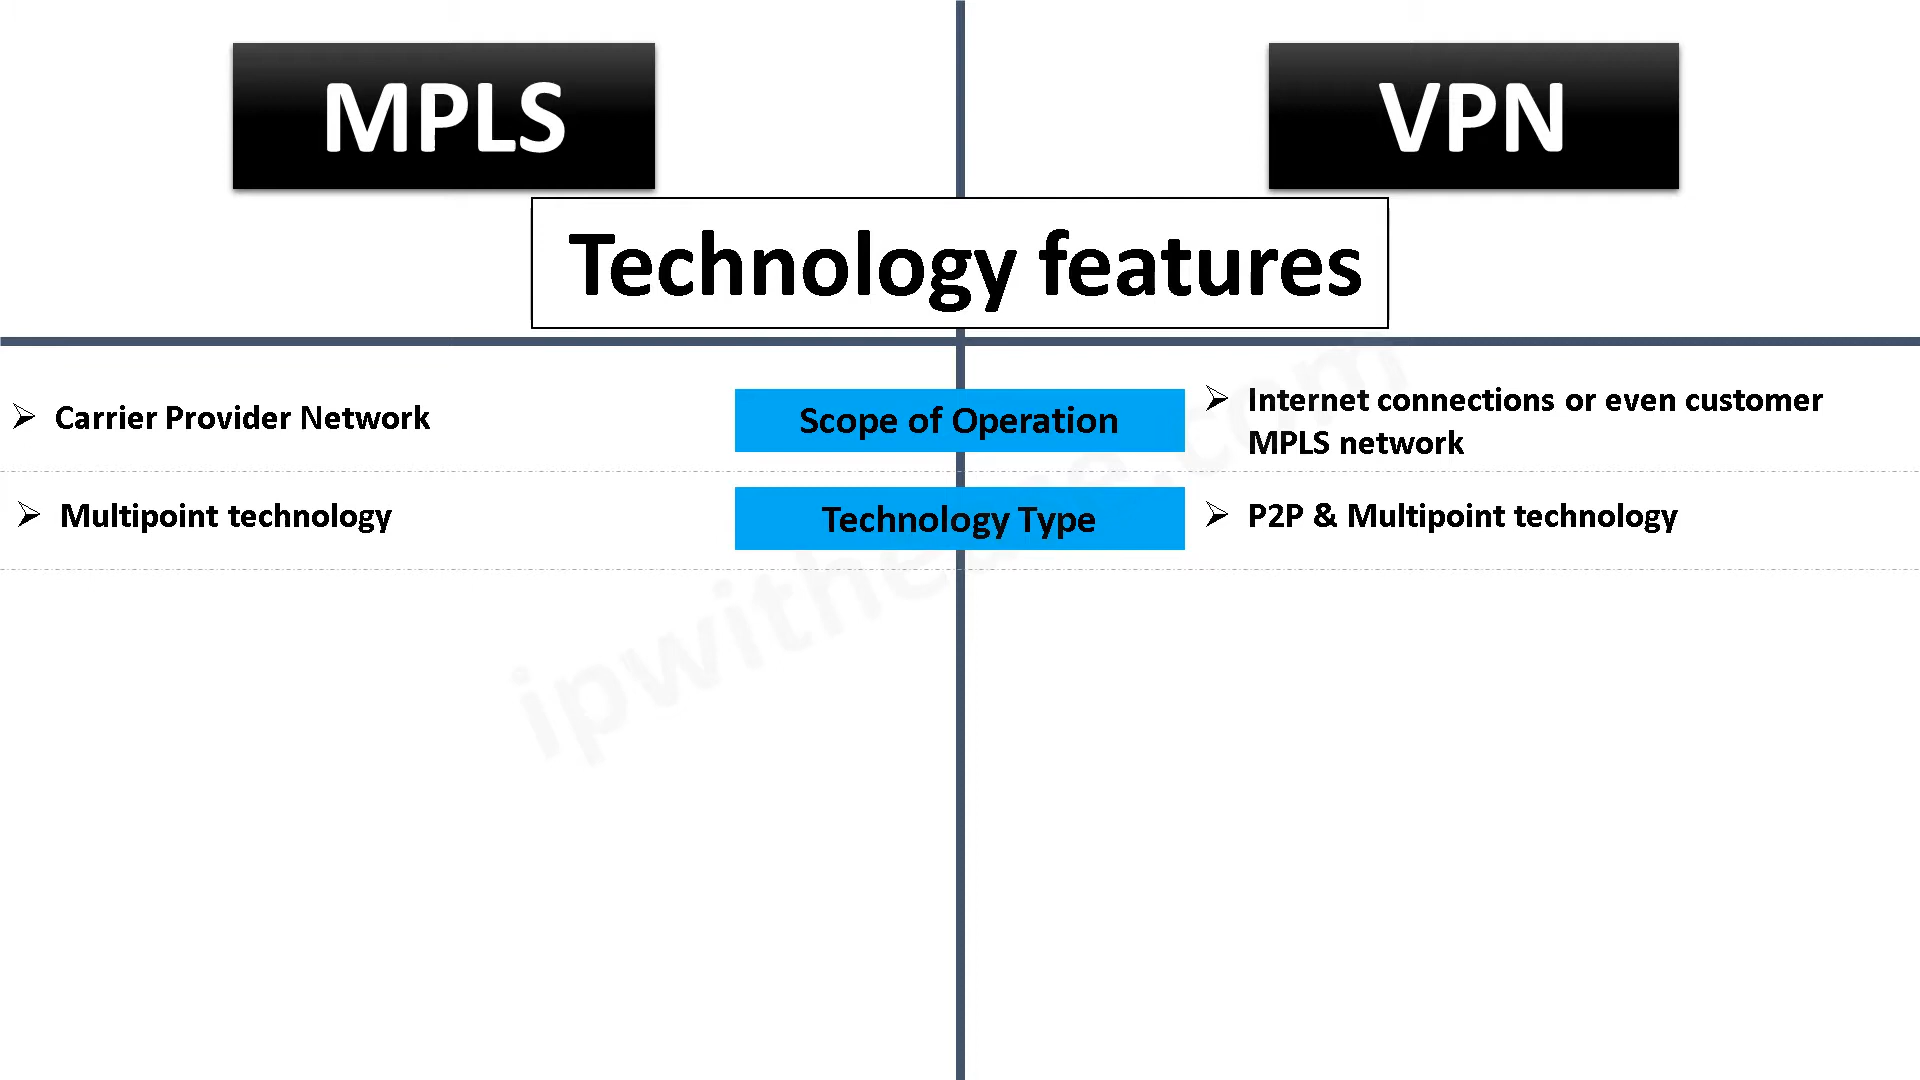 MPLS
VPN
Technology features
➢ Carrier Provider Network
Scope of Operation
➢ Internet connections or even customer
MPLS network
➢ Multipoint technology
Technology Type
➢ P2P & Multipoint technology